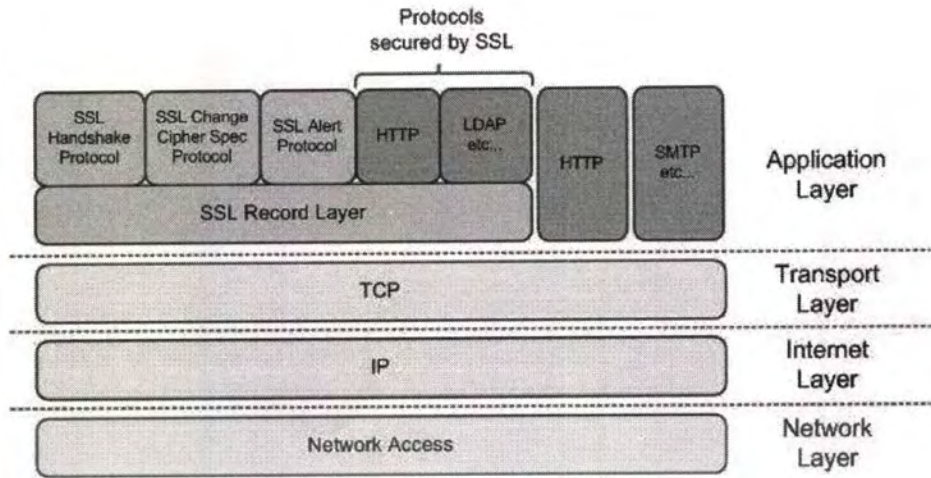 Protocols
secured by SSL
SSL
Handshake
Protocol
SSL Change
Cipher Spec
Protocol
SSL Alert
Protocol
HTTP
LDAP
etc...
HTTP
SMTP
etc...
SSL Record Layer
Application
Layer
TCP
Transport
Layer
IP
Internet
Layer
Network Access
Network
Layer